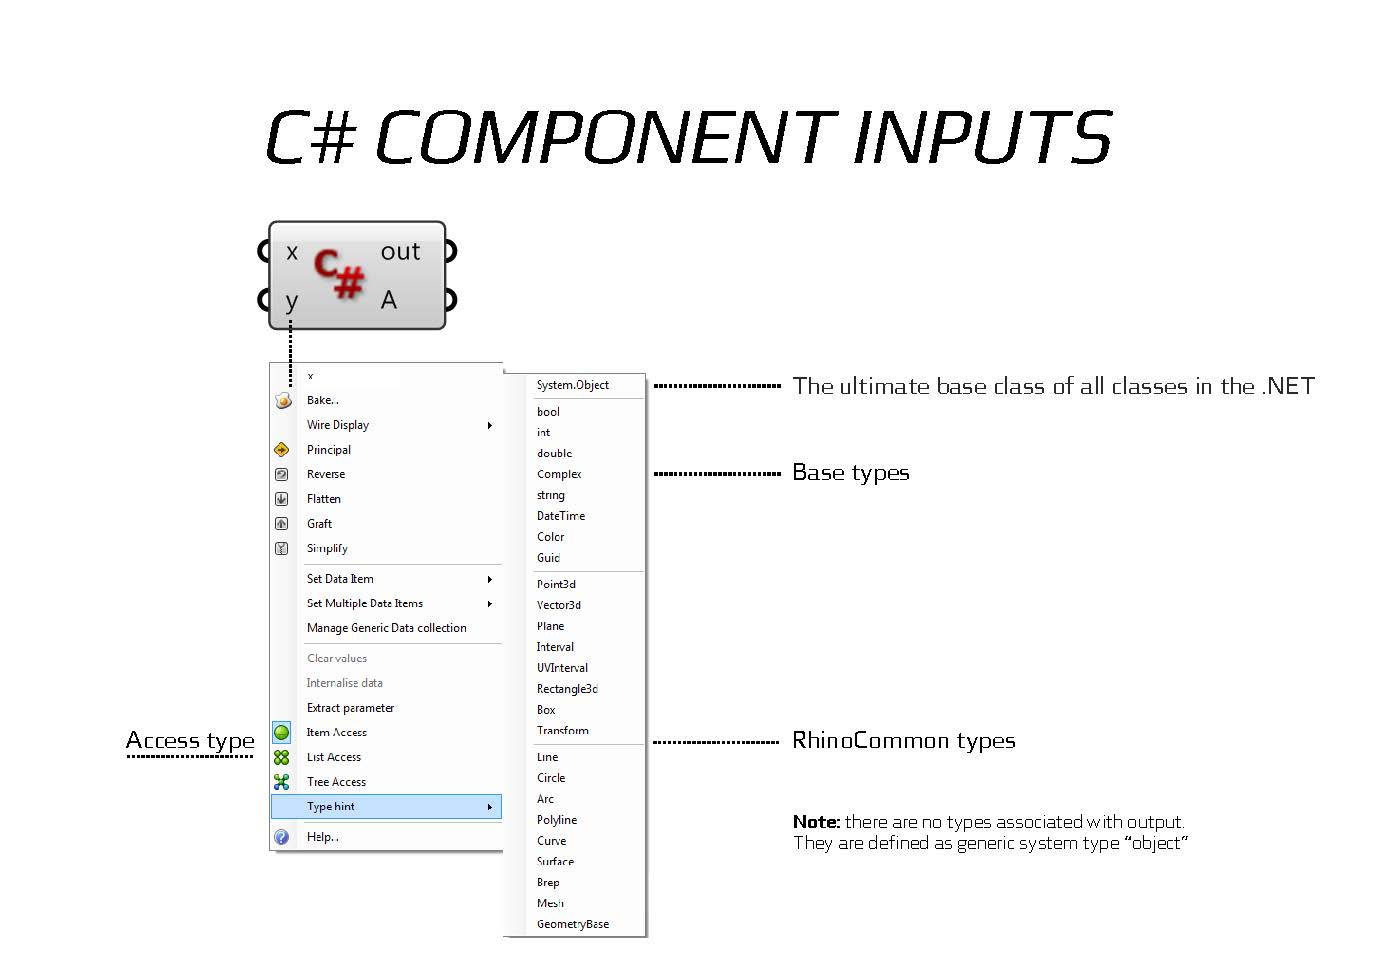 C# COMPONENT INPUTS
x
C#
out
y
A
x
Bake..
Wire Display
Principal
Reverse
Flatten
Graft
Simplify
Set Data Item
Set Multiple Data Items
Manage Generic Data collection
Clear values
Internalise data
Extract parameter
Item Access
List Access
Tree Access
Type hint
Help..
Access type
System.Object
bool
int
double
Complex
string
DateTime
Color
Guid
Point3d
Vector3d
Plane
Interval
UVInterval
Rectangle3d
Box
Transform
Line
Circle
Arc
Polyline
Curve
Surface
Brep
Mesh
GeometryBase
The ultimate base class of all classes in the .NET
Base types
RhinoCommon types
Note: there are no types associated with output.
They are defined as generic system type “object”